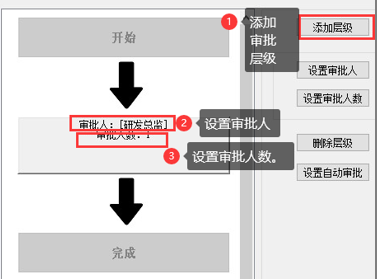 开始
1 添加
审批
层级
添加层级
设置审批人
设置审批人数
审批人：[研发总监]
2 设置审批人
审批人数：1
3 设置审批人数。
删除层级
设置自动审批
完成